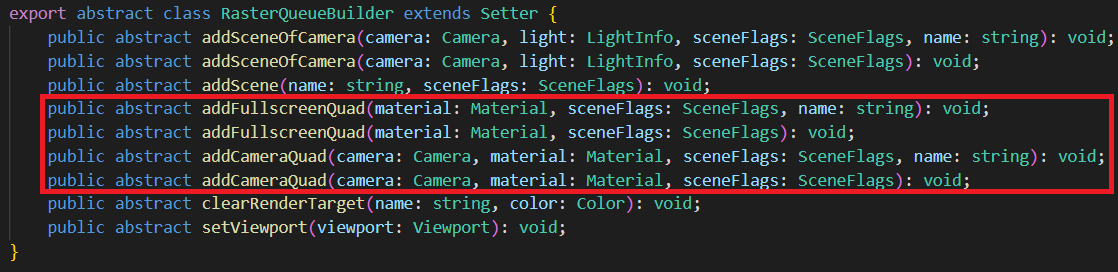 export abstract class RasterQueueBuilder extends Setter {
    public abstract addSceneOfCamera(camera: Camera, light: LightInfo, sceneFlags: SceneFlags, name: string): void;
    public abstract addSceneOfCamera(camera: Camera, light: LightInfo, sceneFlags: SceneFlags): void;
    public abstract addScene(name: string, sceneFlags: SceneFlags): void;
    public abstract addFullscreenQuad(material: Material, sceneFlags: SceneFlags, name: string): void;
    public abstract addFullscreenQuad(material: Material, sceneFlags: SceneFlags): void;
    public abstract addCameraQuad(camera: Camera, material: Material, sceneFlags: SceneFlags, name: string): void;
    public abstract addCameraQuad(camera: Camera, material: Material, sceneFlags: SceneFlags): void;
    public abstract clearRenderTarget(name: string, color: Color): void;
    public abstract setViewport(viewport: Viewport): void;
}